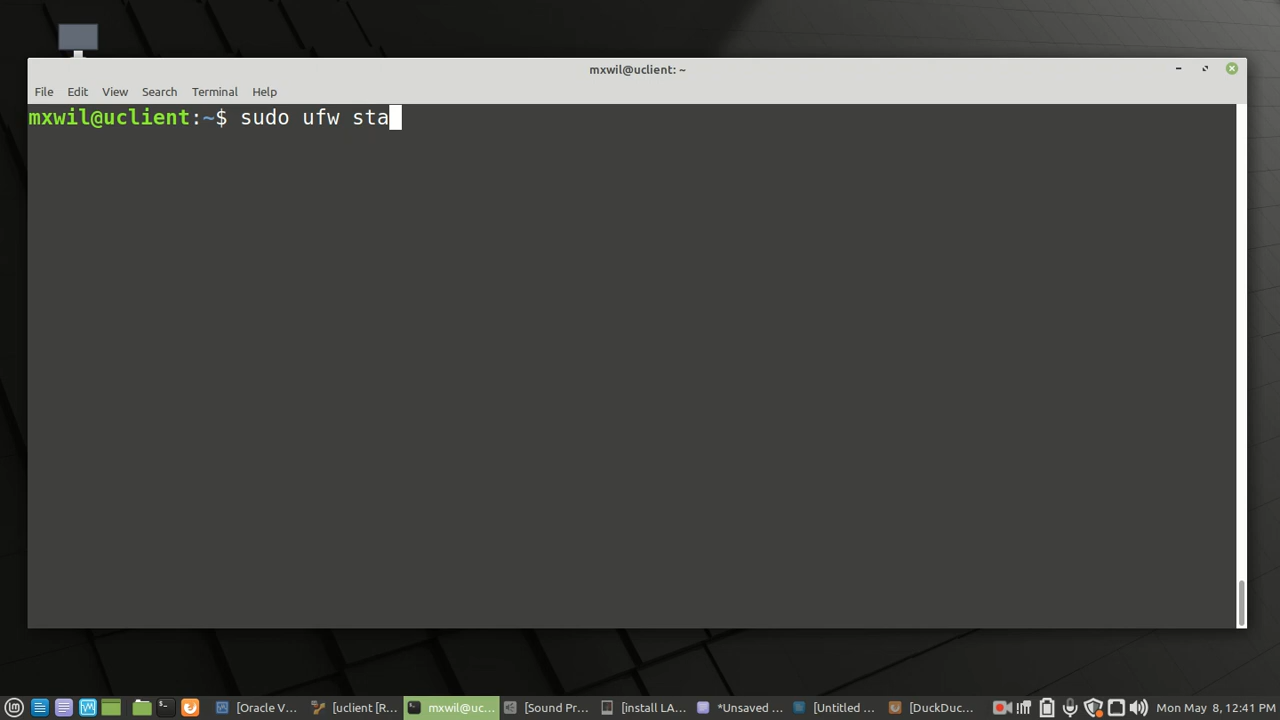 mxwil@uclient: ~
File Edit View Search Terminal Help
mxwil@uclient:~$ sudo ufw sta
[Oracle V... [uclient [R... mxwil@uc... [Sound Pr... [install LA... *Unsaved ... [Untitled ... [DuckDuc... Mon May 8, 12:41 PM